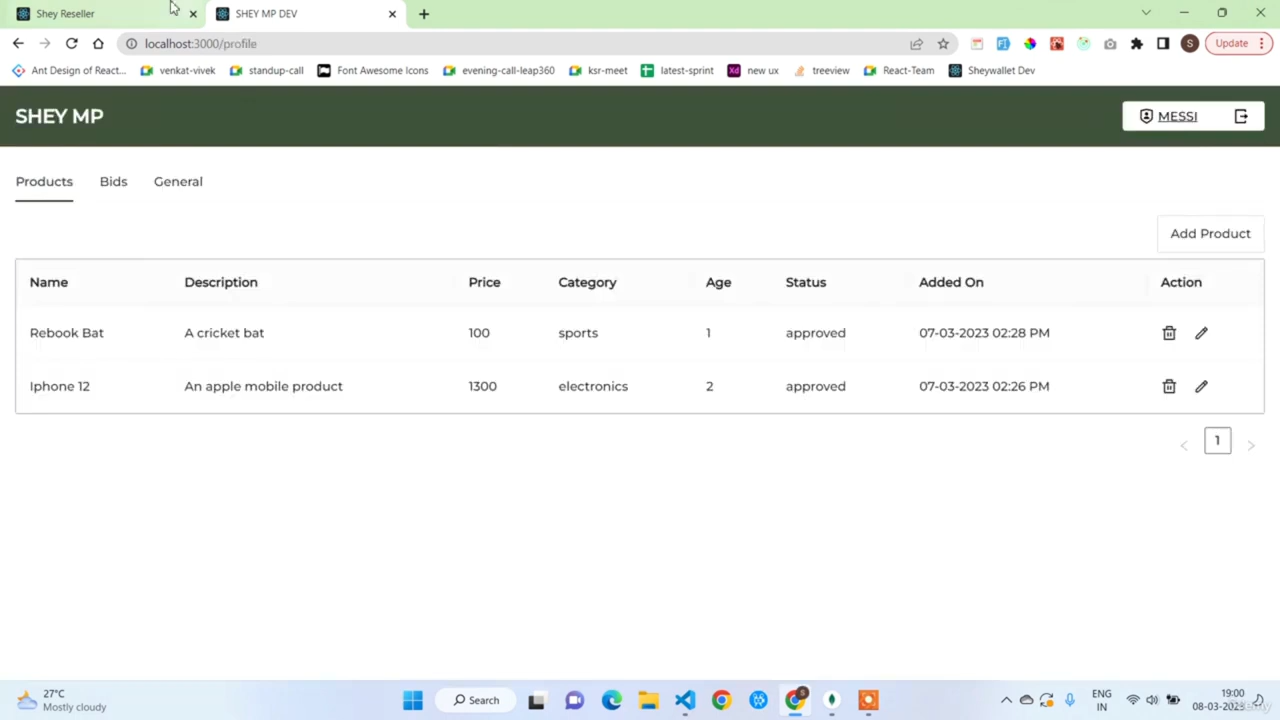 Shey Reseller
SHEY MP DEV
localhost:3000/profile
S
Update
Ant Design of React...
venkat-vivek
standup-call
Font Awesome Icons
evening-call-leap360
ksr-meet
latest-sprint
Xd new ux
treeview
React-Team
Sheywallet Dev
SHEY MP
MESSI
Products Bids General
Add Product
Name Description Price Category Age Status Added On Action
Rebook Bat A cricket bat 100 sports 1 approved 07-03-2023 02:28 PM
Iphone 12 An apple mobile product 1300 electronics 2 approved 07-03-2023 02:26 PM
< 1 >
27°C
Mostly cloudy
Search
ENG
IN
19:00
08-03-2023